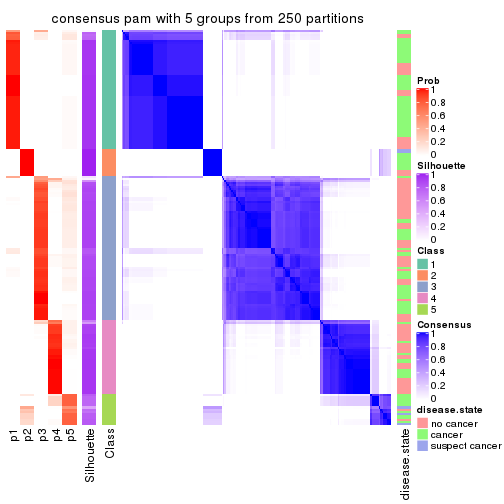 consensus pam with 5 groups from 250 partitions
Prob
1
0.8
0.6
0.4
0.2
0
Silhouette
1
0.8
0.6
0.4
0.2
0
Class
1
2
3
4
5
Consensus
1
0.8
0.6
0.4
0.2
0
disease.state
no cancer
cancer
suspect cancer
p1
p2
p3
p4
p5
Silhouette
Class
disease.state